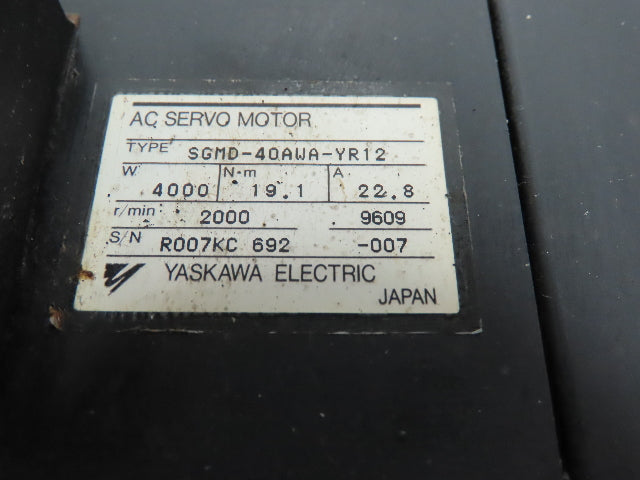 AC SERVO MOTOR
TYPE SGMD-40AWA-YR12
W 4000 N·m 19.1 A 22.8
r/min 2000 9609
S/N R007KC 692 -007
YASKAWA ELECTRIC
JAPAN